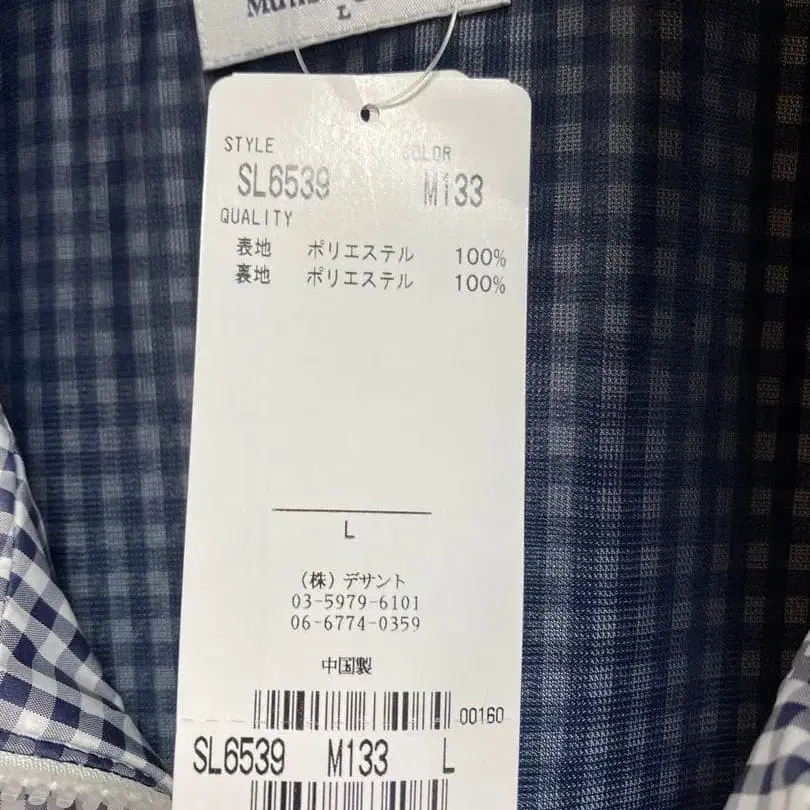 L
STYLE COLOR
SL6539 M133
QUALITY
表地 ポリエステル 100%
裏地 ポリエステル 100%
L
(株) デサント
03-5979-6101
06-6774-0359
中国製
00160
SL6539 M133 L